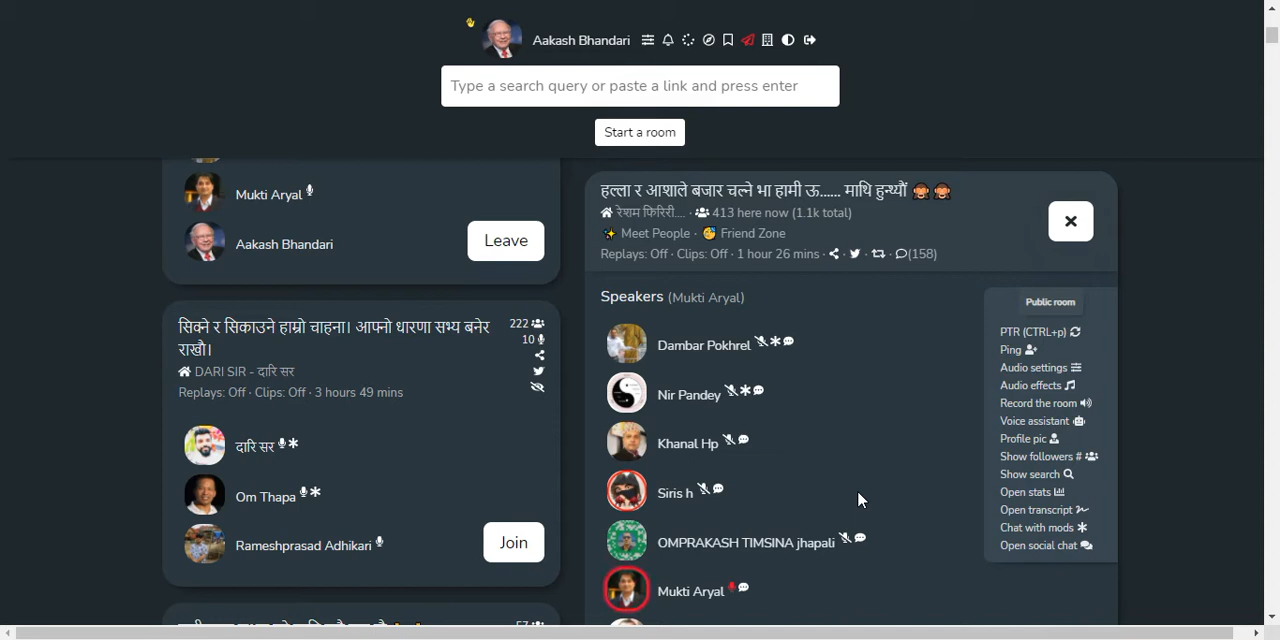 Aakash Bhandari
Type a search query or paste a link and press enter
Start a room
Mukti Aryal
Aakash Bhandari
Leave
सिक्ने र सिकाउने हाम्रो चाहना। आफ्नो धारणा सभ्य बनेर
राखौ।
222
10
DARI SIR - दारि सर
Replays: Off · Clips: Off · 3 hours 49 mins
दारि सर
Om Thapa
Rameshprasad Adhikari
Join
57
हल्ला र आशाले बजार चल्ने भा हामी ऊ...... माथि हुन्थ्यौं
रेशम फिरिरी.... · 413 here now (1.1k total)
Meet People · Friend Zone
Replays: Off · Clips: Off · 1 hour 26 mins · · · · (158)
Speakers (Mukti Aryal)
Dambar Pokhrel
Nir Pandey
Khanal Hp
Siris h
OMPRAKASH TIMSINA jhapali
Mukti Aryal
Public room
PTR (CTRL+p)
Ping
Audio settings
Audio effects
Record the room
Voice assistant
Profile pic
Show followers #
Show search
Open stats
Open transcript
Chat with mods
Open social chat